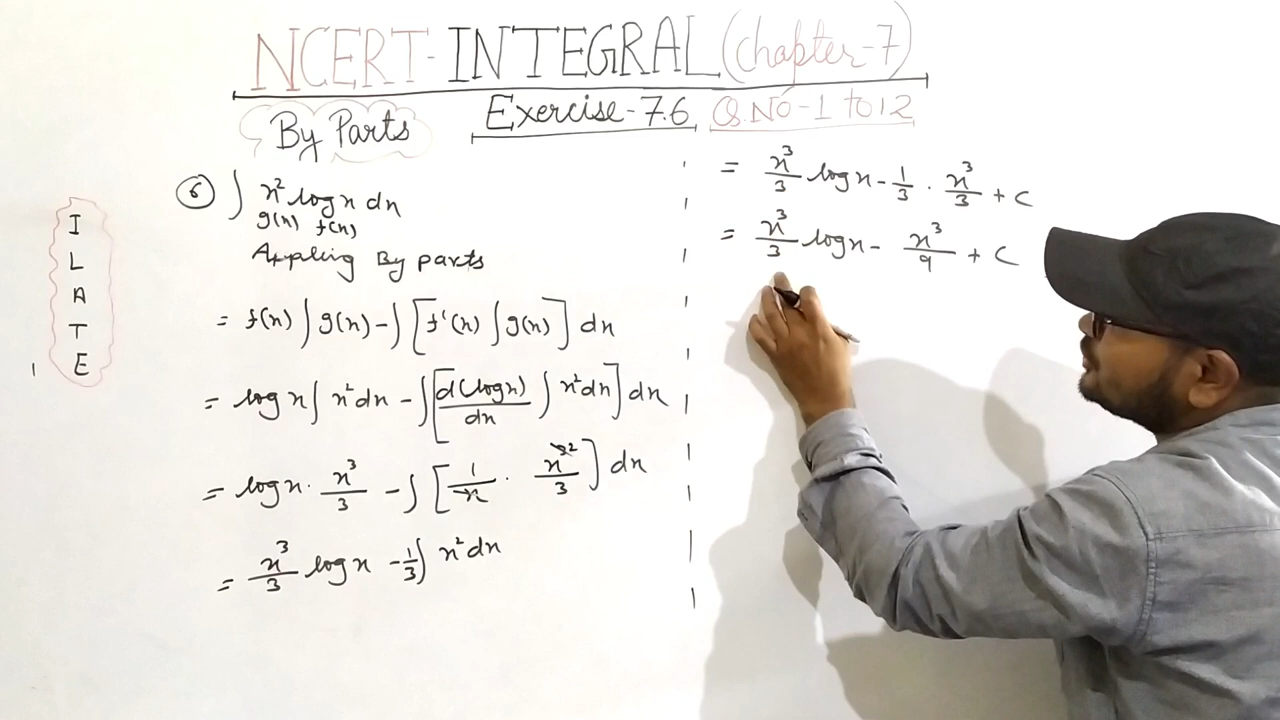 NCERT-INTEGRAL (chapter-7)
By Parts
Exercise-7.6 Q.NO-1 to 12
I
L
A
T
E
⑥ ∫ x² log x dx
g(x) f(x)
Applying By parts
= f(x) ∫ g(x) - ∫ [f'(x) ∫ g(x)] dx
= log x ∫ x² dx - ∫ [d(log x)/dx ∫ x² dx] dx
= log x · x³/3 - ∫ [1/x · x³²/3] dx
= x³/3 log x - 1/3 ∫ x² dx
= x³/3 log x - 1/3 · x³/3 + C
= x³/3 log x - x³/9 + C